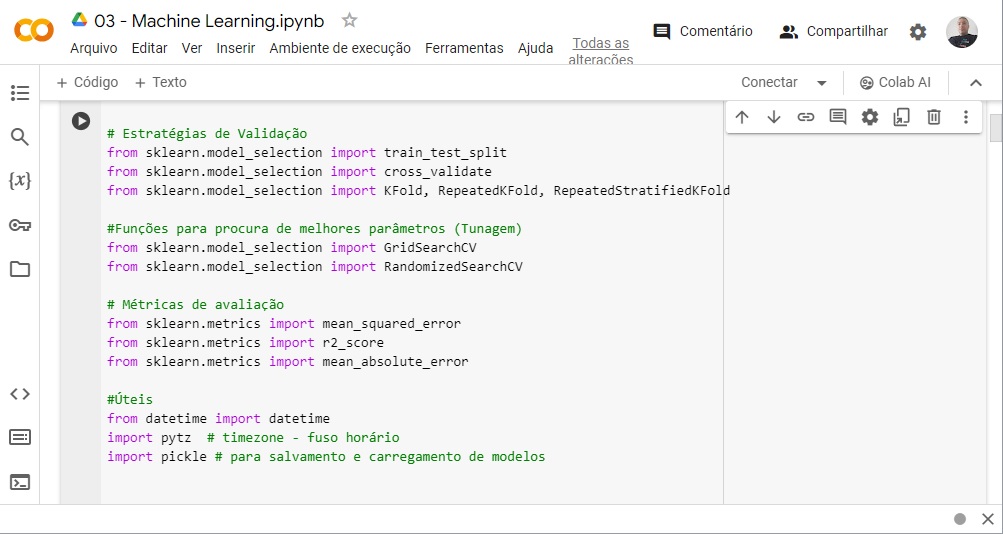 03 - Machine Learning.ipynb
Comentário
Compartilhar
Arquivo Editar Ver Inserir Ambiente de execução Ferramentas Ajuda Todas as alterações
+ Código + Texto
Conectar
Colab AI
{x}
# Estratégias de Validação
from sklearn.model_selection import train_test_split
from sklearn.model_selection import cross_validate
from sklearn.model_selection import KFold, RepeatedKFold, RepeatedStratifiedKFold
#Funções para procura de melhores parâmetros (Tunagem)
from sklearn.model_selection import GridSearchCV
from sklearn.model_selection import RandomizedSearchCV
# Métricas de avaliação
from sklearn.metrics import mean_squared_error
from sklearn.metrics import r2_score
from sklearn.metrics import mean_absolute_error
#Úteis
from datetime import datetime
import pytz  # timezone - fuso horário
import pickle # para salvamento e carregamento de modelos